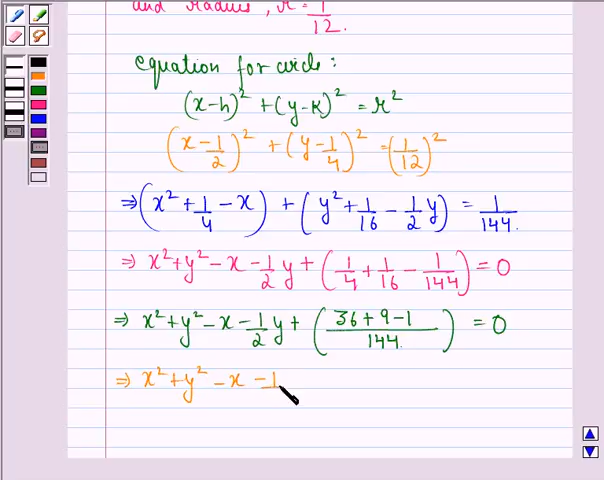 and radius, r = 1/12.
equation for circle:
(x-h)² + (y-k)² = r²
(x - 1/2)² + (y - 1/4)² = (1/12)²
⇒ (x² + 1/4 - x) + (y² + 1/16 - 1/2 y) = 1/144.
⇒ x² + y² - x - 1/2 y + (1/4 + 1/16 - 1/144) = 0
⇒ x² + y² - x - 1/2 y + (36 + 9 - 1/144.) = 0
⇒ x² + y² - x - 1